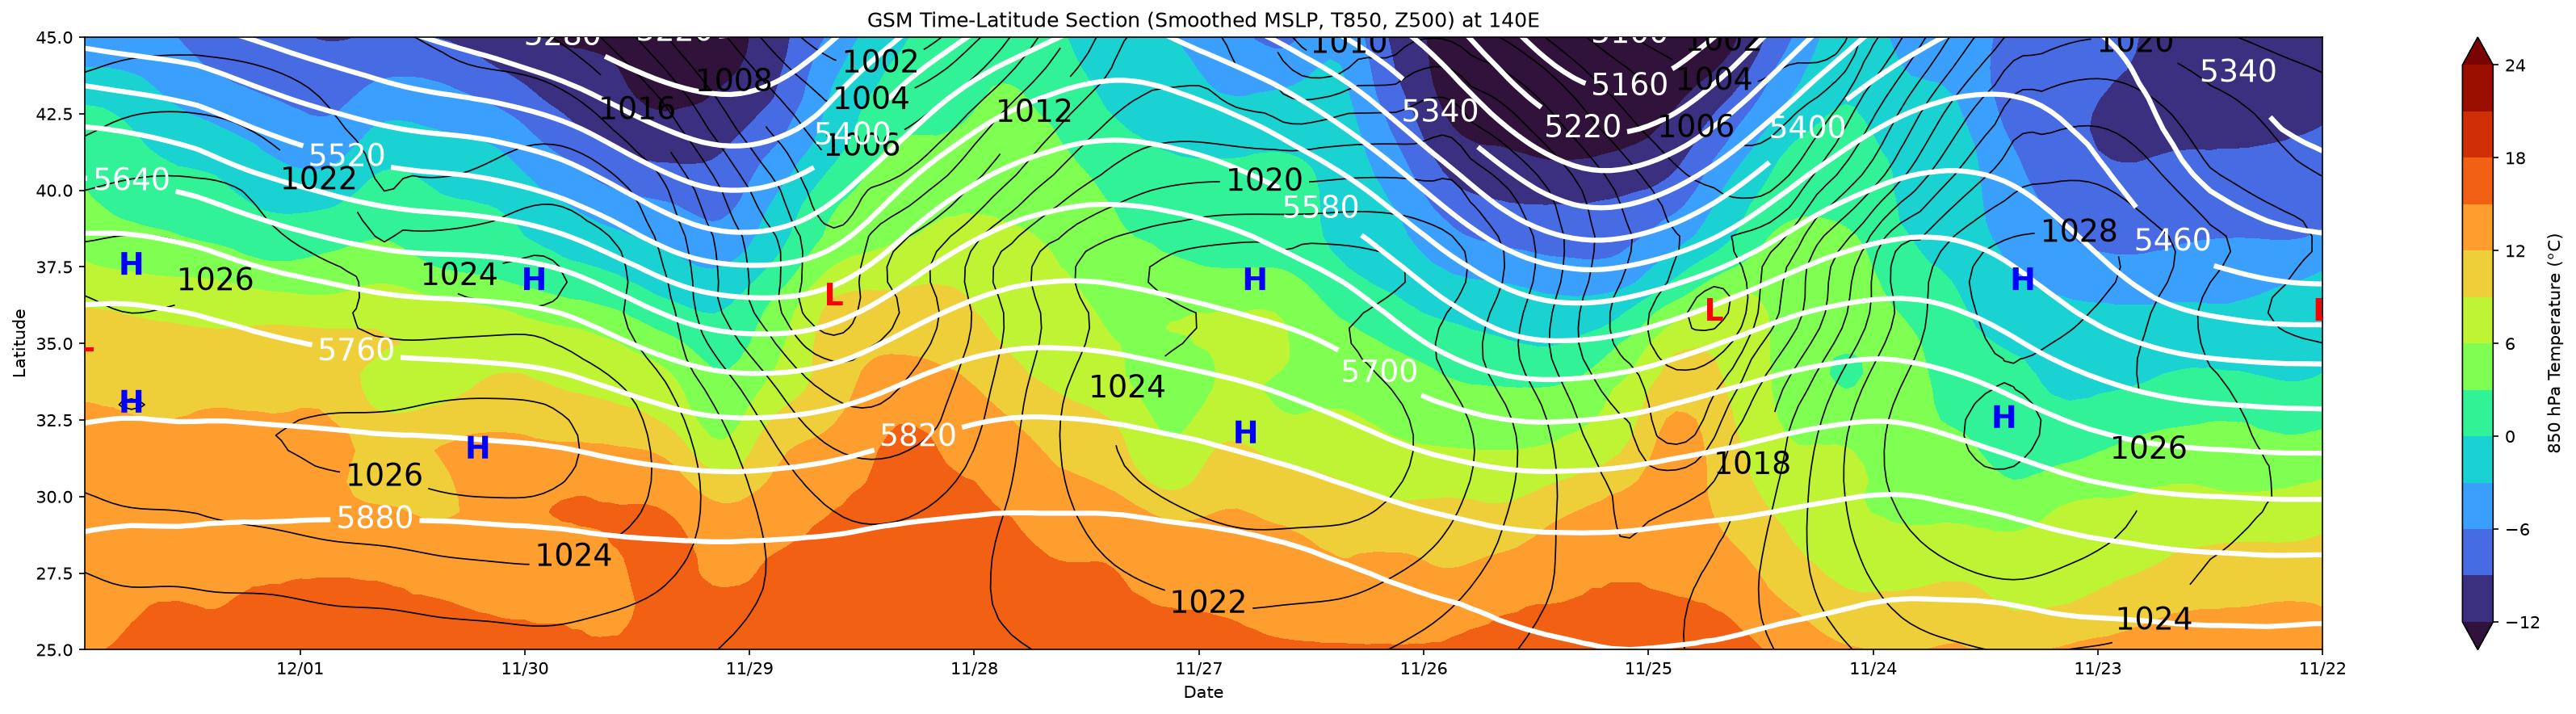 GSM Time-Latitude Section (Smoothed MSLP, T850, Z500) at 140E
45.0
42.5
40.0
37.5
35.0
32.5
30.0
27.5
25.0
Latitude
5280 5220 1002 1010 5100 1002 1020
1016 1008 1004 1012 5340 5160 1004 5340
5400 1006 5220 1006 5400
5520
1022
5640 1020
5580 1028 5460
H 1026 1024 H L H L H
5760 1024 5700
H H 5820 H H
1026 1018 1026
5880
1024 1022 1024
12/01 11/30 11/29 11/28 11/27 11/26 11/25 11/24 11/23 11/22
Date
24
18
12
6
0
−6
−12
850 hPa Temperature (°C)